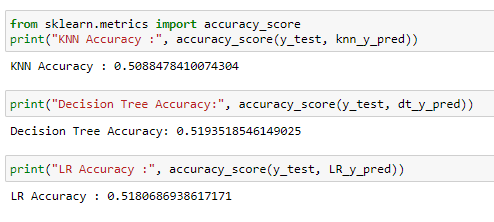 from sklearn.metrics import accuracy_score
print("KNN Accuracy :", accuracy_score(y_test, knn_y_pred))
KNN Accuracy : 0.5088478410074304
print("Decision Tree Accuracy:", accuracy_score(y_test, dt_y_pred))
Decision Tree Accuracy: 0.5193518546149025
print("LR Accuracy :", accuracy_score(y_test, LR_y_pred))
LR Accuracy : 0.5180686938617171